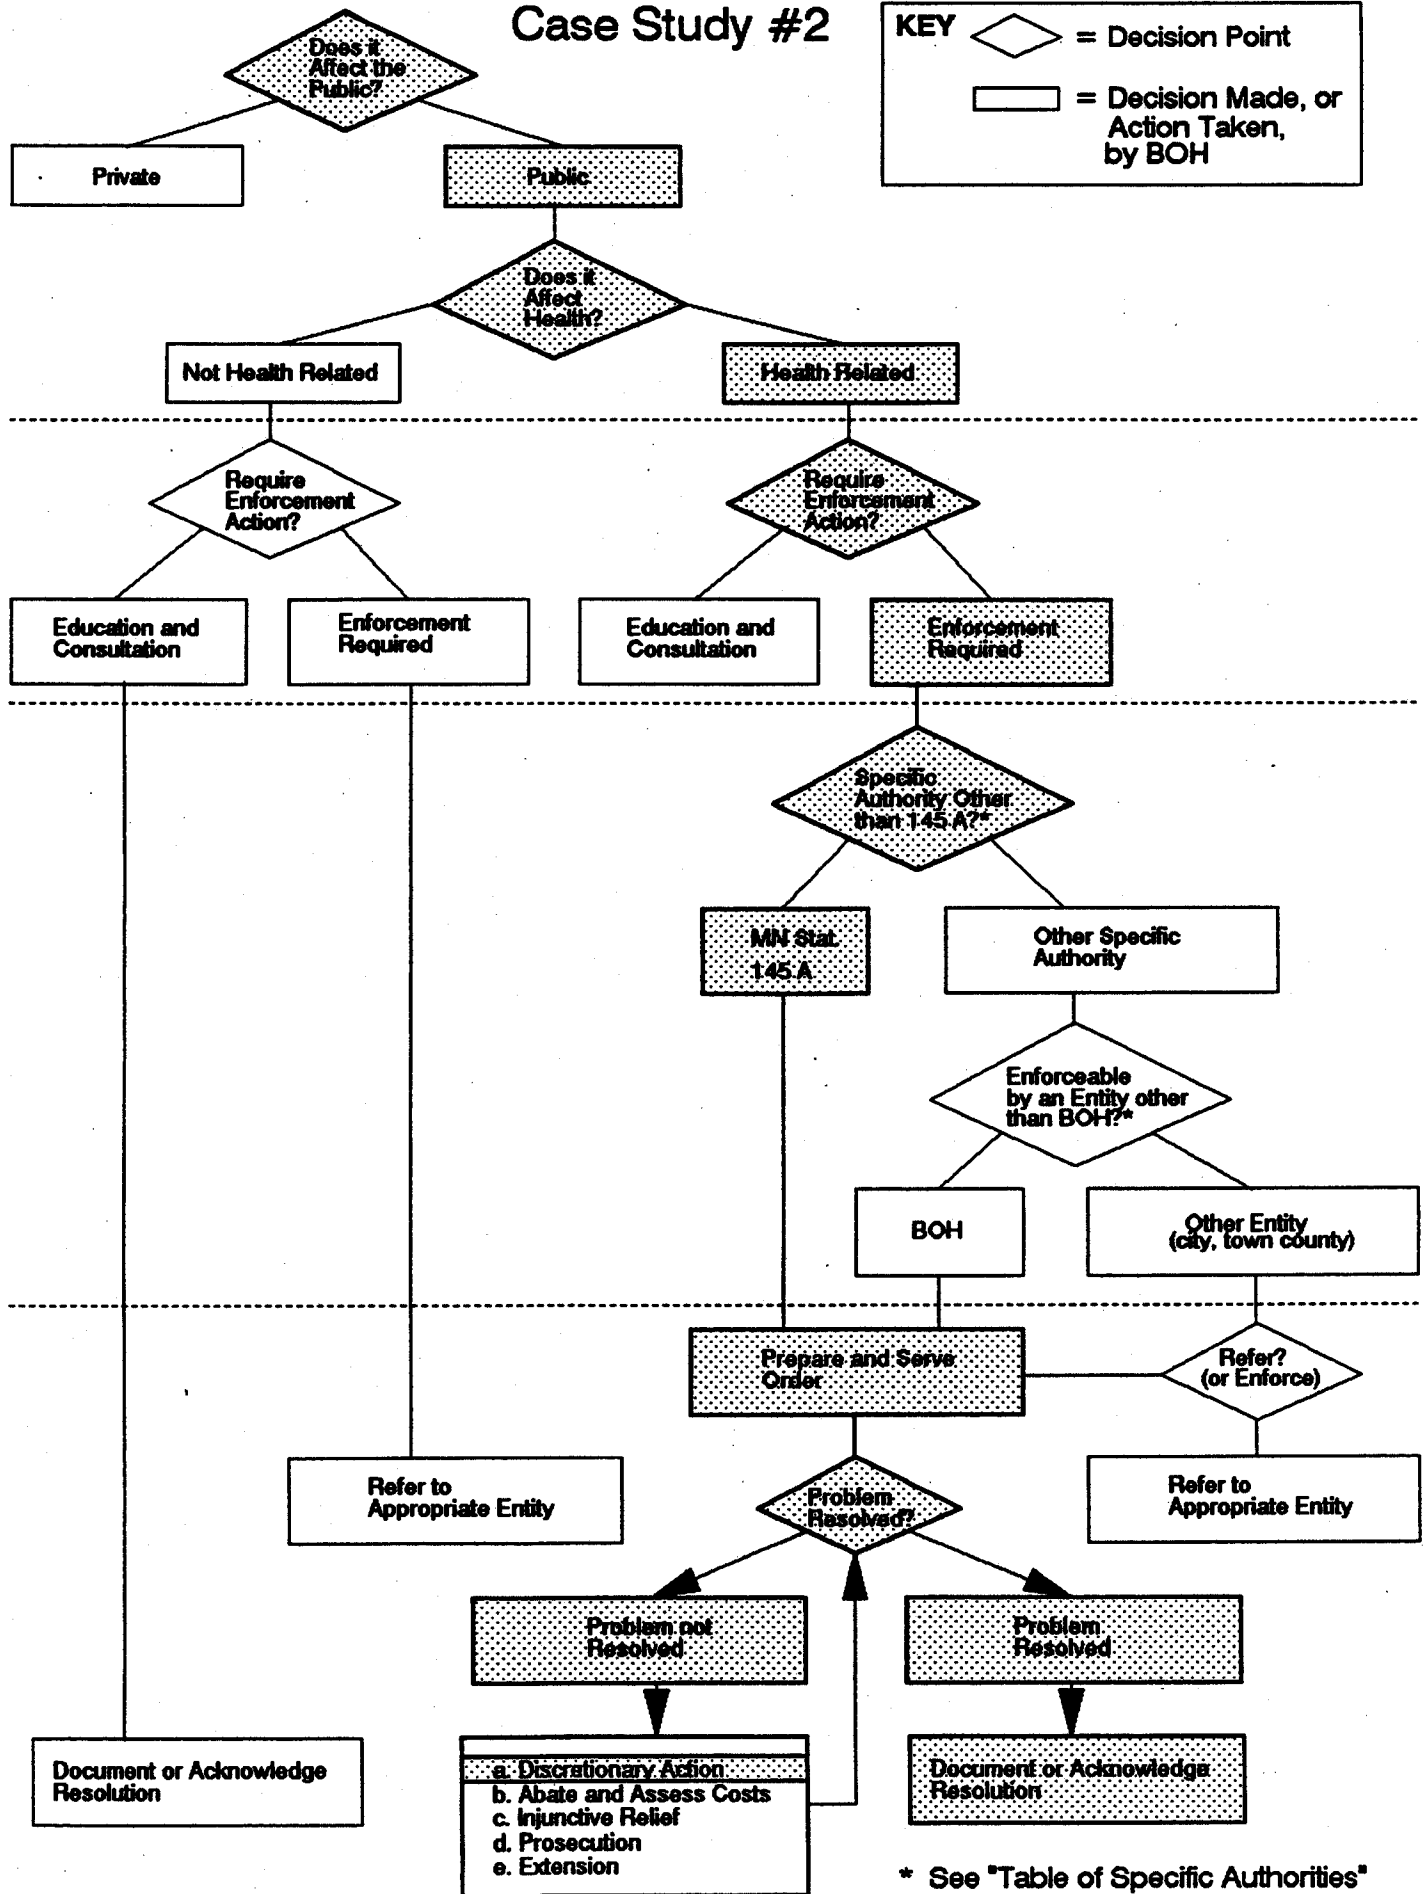 Case Study #2
KEY
= Decision Point
= Decision Made, or
Action Taken,
by BOH
Does it
Affect the
Public?
Private
Public
Does it
Affect
Health?
Not Health Related
Health Related
Require
Enforcement
Action?
Require
Enforcement
Action?
Education and
Consultation
Enforcement
Required
Education and
Consultation
Enforcement
Required
Specific
Authority Other
than 145 A?*
MN Stat.
145 A
Other Specific
Authority
Enforceable
by an Entity other
than BOH?*
BOH
Other Entity
(city, town county)
Prepare and Serve
Order
Refer?
(or Enforce)
Refer to
Appropriate Entity
Problem
Resolved?
Refer to
Appropriate Entity
Problem not
Resolved
Problem
Resolved
Document or Acknowledge
Resolution
a. Discretionary Action
b. Abate and Assess Costs
c. Injunctive Relief
d. Prosecution
e. Extension
Document or Acknowledge
Resolution
* See "Table of Specific Authorities"